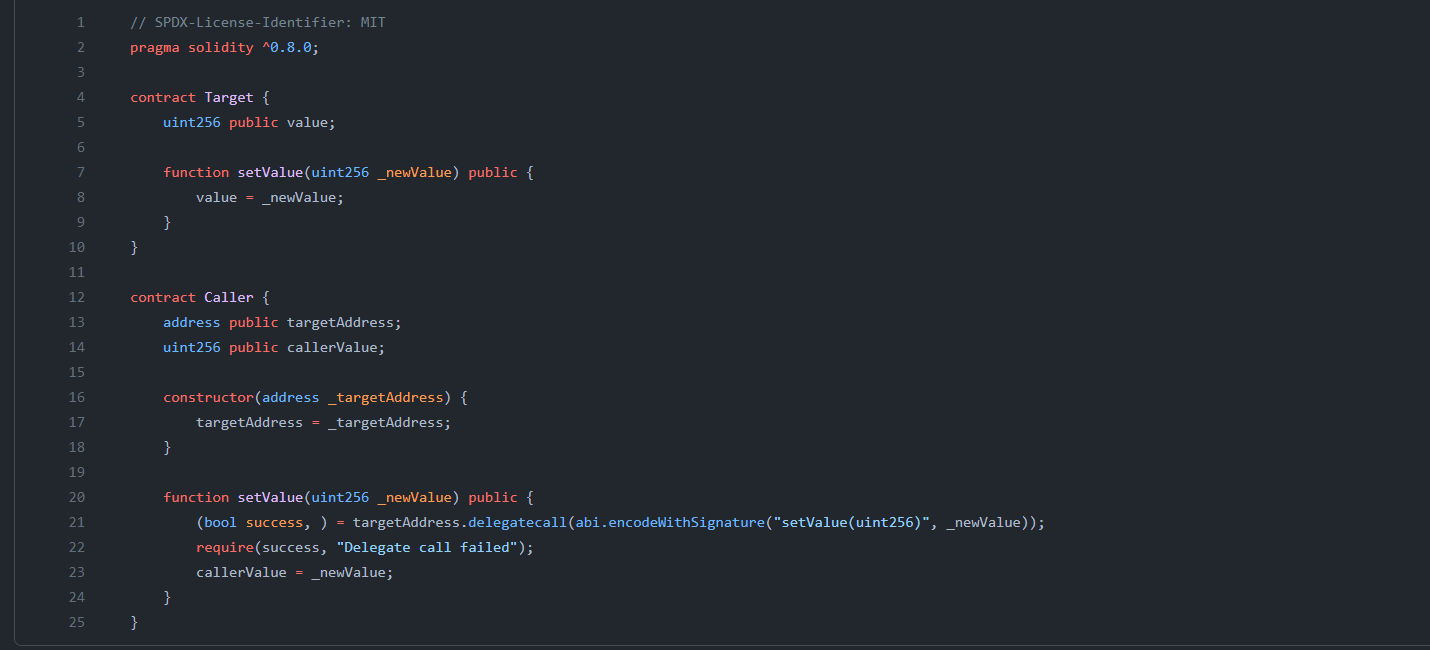 1 // SPDX-License-Identifier: MIT
2 pragma solidity ^0.8.0;
3
4 contract Target {
5     uint256 public value;
6
7     function setValue(uint256 _newValue) public {
8         value = _newValue;
9     }
10 }
11
12 contract Caller {
13     address public targetAddress;
14     uint256 public callerValue;
15
16     constructor(address _targetAddress) {
17         targetAddress = _targetAddress;
18     }
19
20     function setValue(uint256 _newValue) public {
21         (bool success, ) = targetAddress.delegatecall(abi.encodeWithSignature("setValue(uint256)", _newValue));
22         require(success, "Delegate call failed");
23         callerValue = _newValue;
24     }
25 }